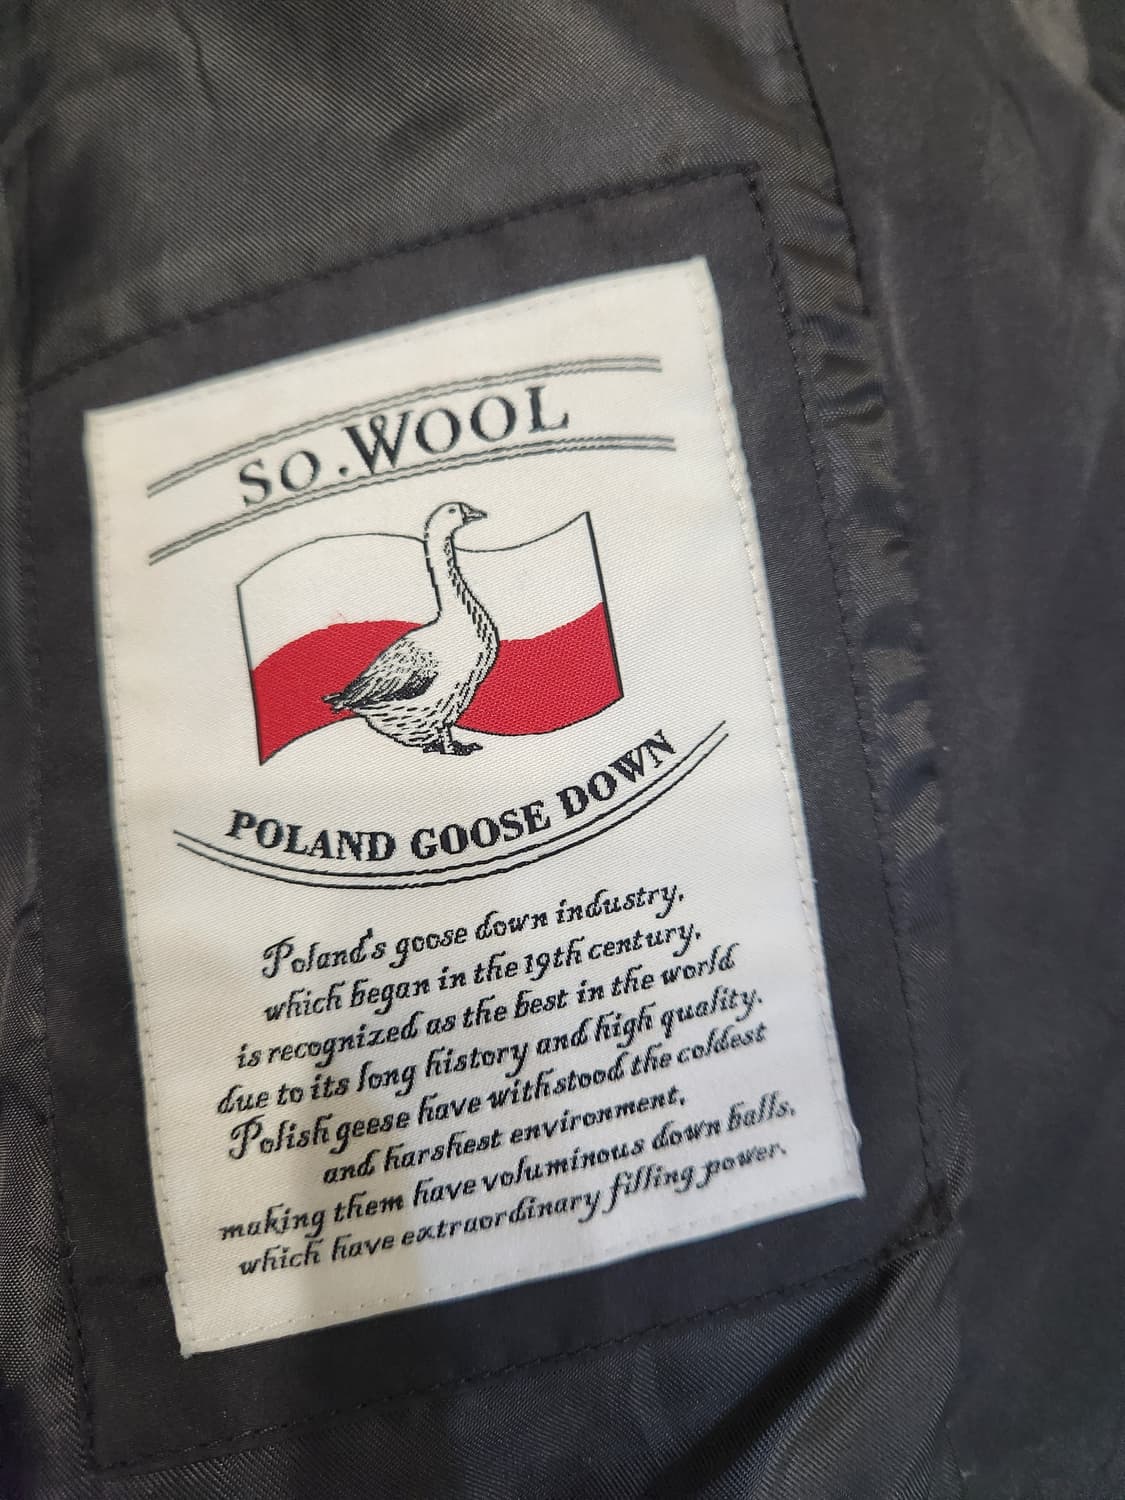 SO.WOOL
POLAND GOOSE DOWN
Poland's goose down industry,
which began in the 19th century,
is recognized as the best in the world
due to its long history and high quality.
Polish geese have withstood the coldest
and harshest environment,
making them have voluminous down balls,
which have extraordinary filling power.